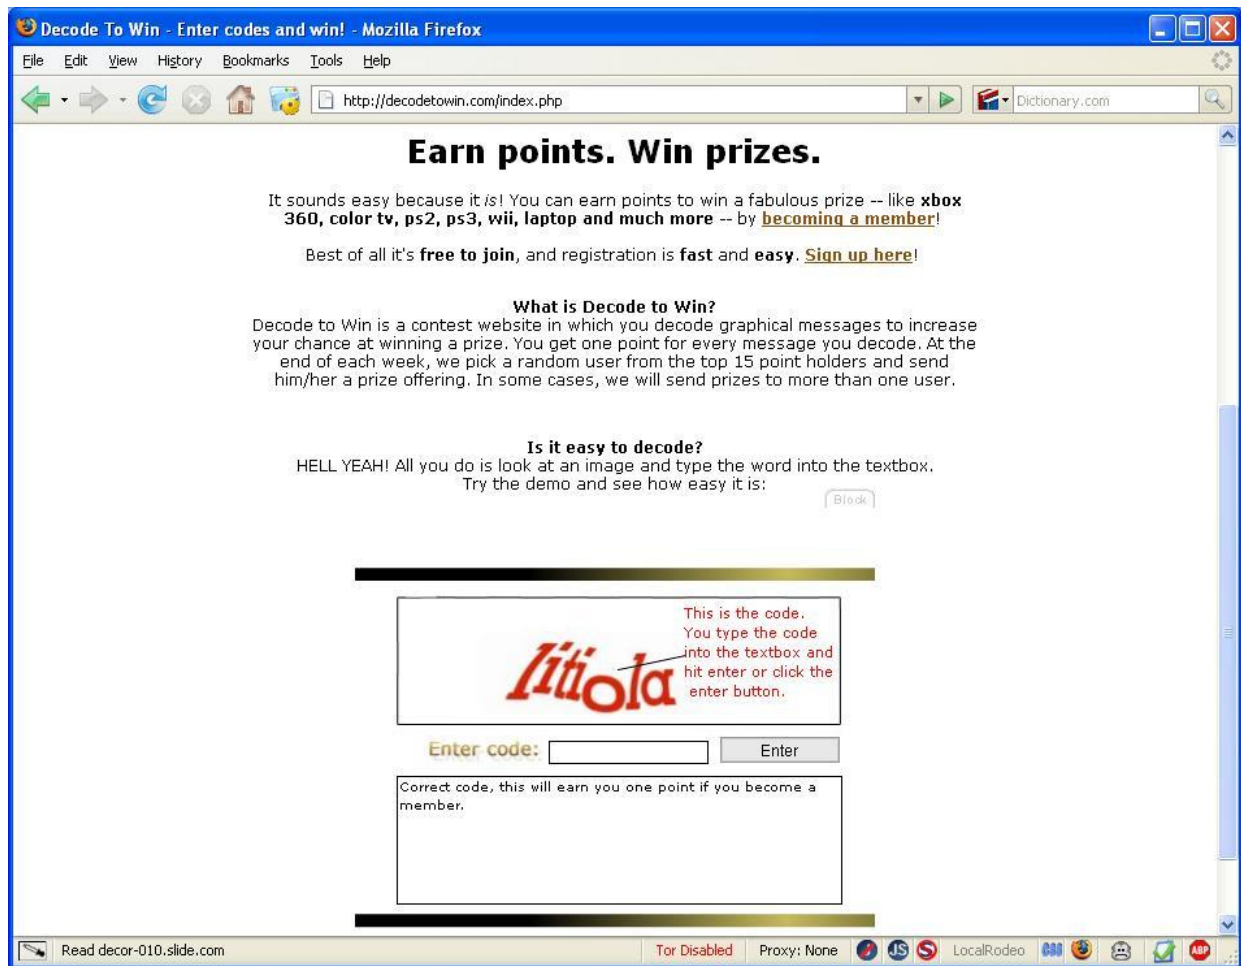 Decode To Win - Enter codes and win! - Mozilla Firefox
File Edit View History Bookmarks Tools Help
http://decodetowin.com/index.php
Dictionary.com
Earn points. Win prizes.
It sounds easy because it is! You can earn points to win a fabulous prize -- like xbox
360, color tv, ps2, ps3, wii, laptop and much more -- by becoming a member!
Best of all it's free to join, and registration is fast and easy. Sign up here!
What is Decode to Win?
Decode to Win is a contest website in which you decode graphical messages to increase
your chance at winning a prize. You get one point for every message you decode. At the
end of each week, we pick a random user from the top 15 point holders and send
him/her a prize offering. In some cases, we will send prizes to more than one user.
Is it easy to decode?
HELL YEAH! All you do is look at an image and type the word into the textbox.
Try the demo and see how easy it is:
Block
litiola
This is the code.
You type the code
into the textbox and
hit enter or click the
enter button.
Enter code:
Enter
Correct code, this will earn you one point if you become a
member.
Read decor-010.slide.com
Tor Disabled
Proxy: None
JS
S
LocalRodeo
CSS
ABP